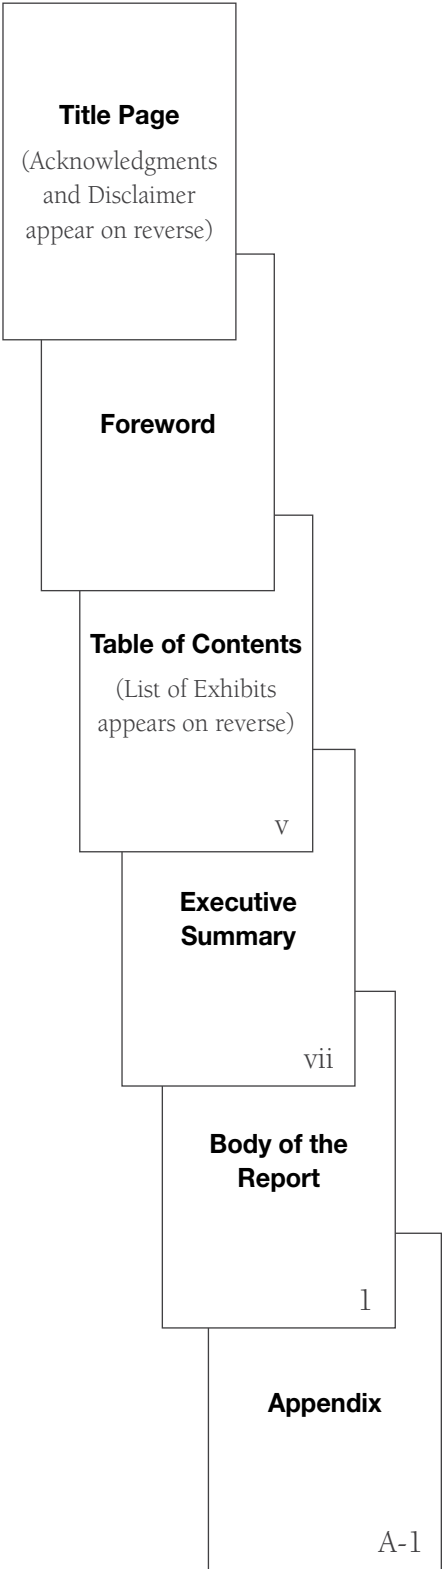 Title Page
(Acknowledgments
and Disclaimer
appear on reverse)
Foreword
Table of Contents
(List of Exhibits
appears on reverse)
v
Executive
Summary
vii
Body of the
Report
1
Appendix
A-1